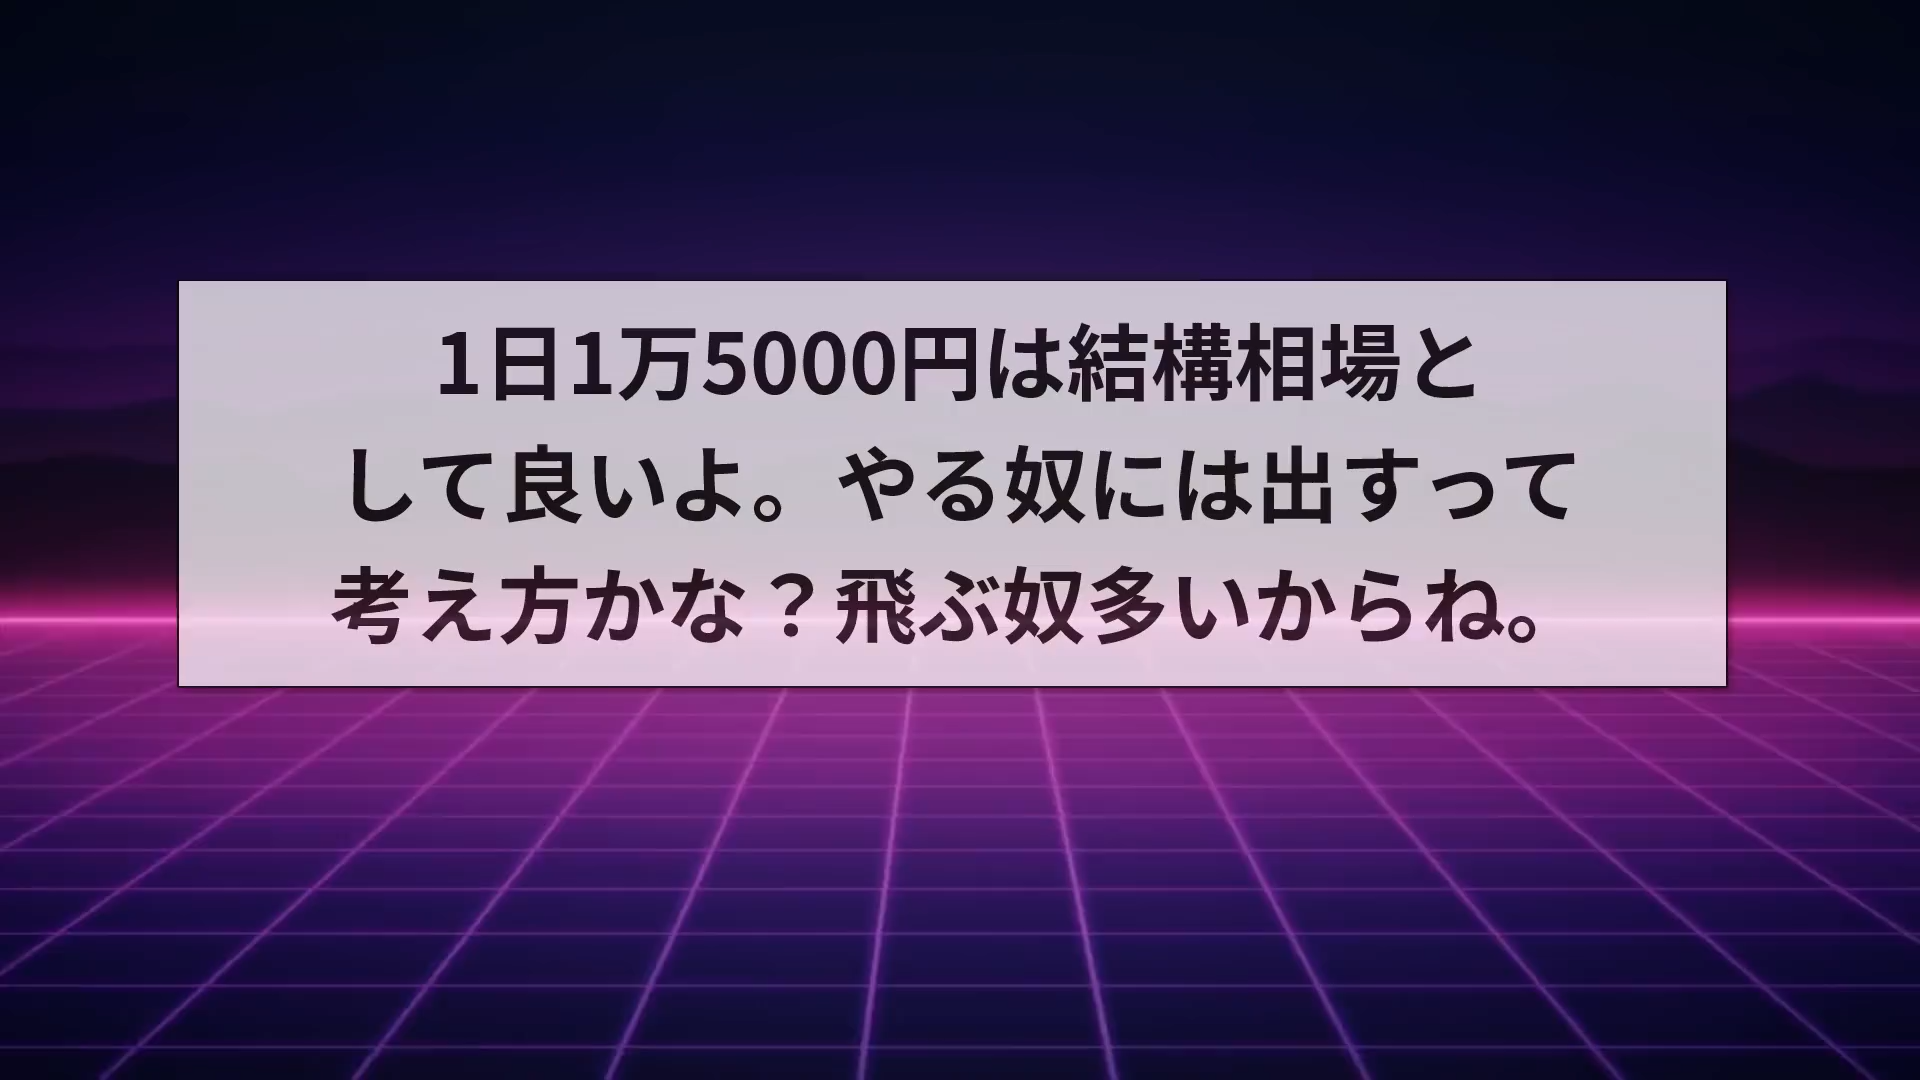 1日1万5000円は結構相場と
して良いよ。やる奴には出すって
考え方かな？飛ぶ奴多いからね。